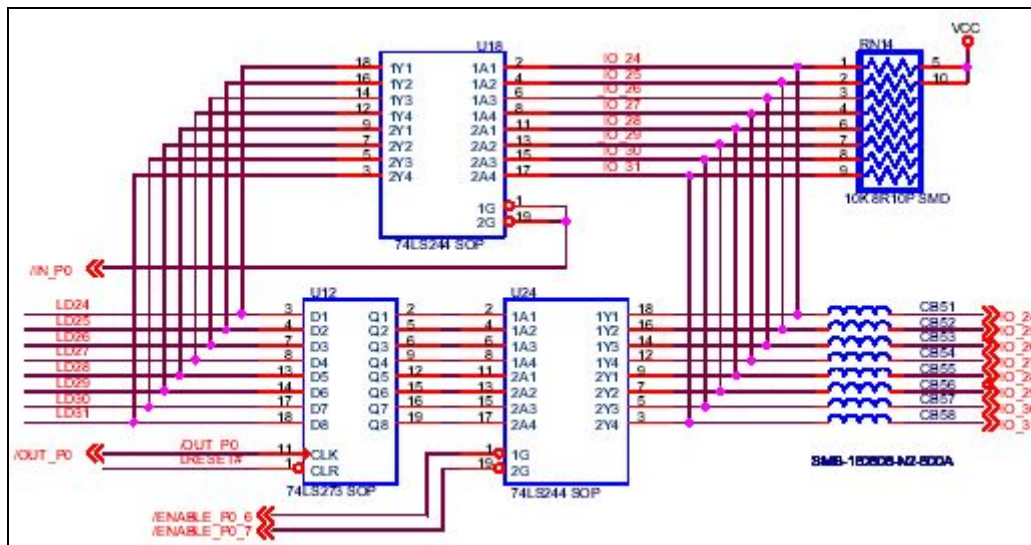 U18
RN14
VCC
18 1Y1 1A1 2 IO_24 1 5
16 1Y2 1A2 4 IO_25 2 10
14 1Y3 1A3 6 IO_26 3
12 1Y4 1A4 8 IO_27 4
9 2Y1 2A1 11 IO_28 6
7 2Y2 2A2 13 IO_29 7
5 2Y3 2A3 15 IO_30 8
3 2Y4 2A4 17 IO_31 9
1G 1
2G 19
10K 8R10P SMD
74LS244 SOP
/IN_P0
U12 U24
LD24 3 D1 Q1 2 2 1A1 1Y1 18 CB51
LD25 4 D2 Q2 5 4 1A2 1Y2 16 CB52
LD26 7 D3 Q3 6 6 1A3 1Y3 14 CB53
LD27 8 D4 Q4 9 8 1A4 1Y4 12 CB54
LD28 13 D5 Q5 12 11 2A1 2Y1 9 CB55
LD29 14 D6 Q6 15 13 2A2 2Y2 7 CB56
LD30 17 D7 Q7 16 15 2A3 2Y3 5 CB57
LD31 18 D8 Q8 19 17 2A4 2Y4 3 CB58
/OUT_P0 /OUT_P0 11 CLK 1 1G
LRESET# 1 CLR 19 2G
74LS273 SOP 74LS244 SOP
/ENABLE_P0_6
/ENABLE_P0_7